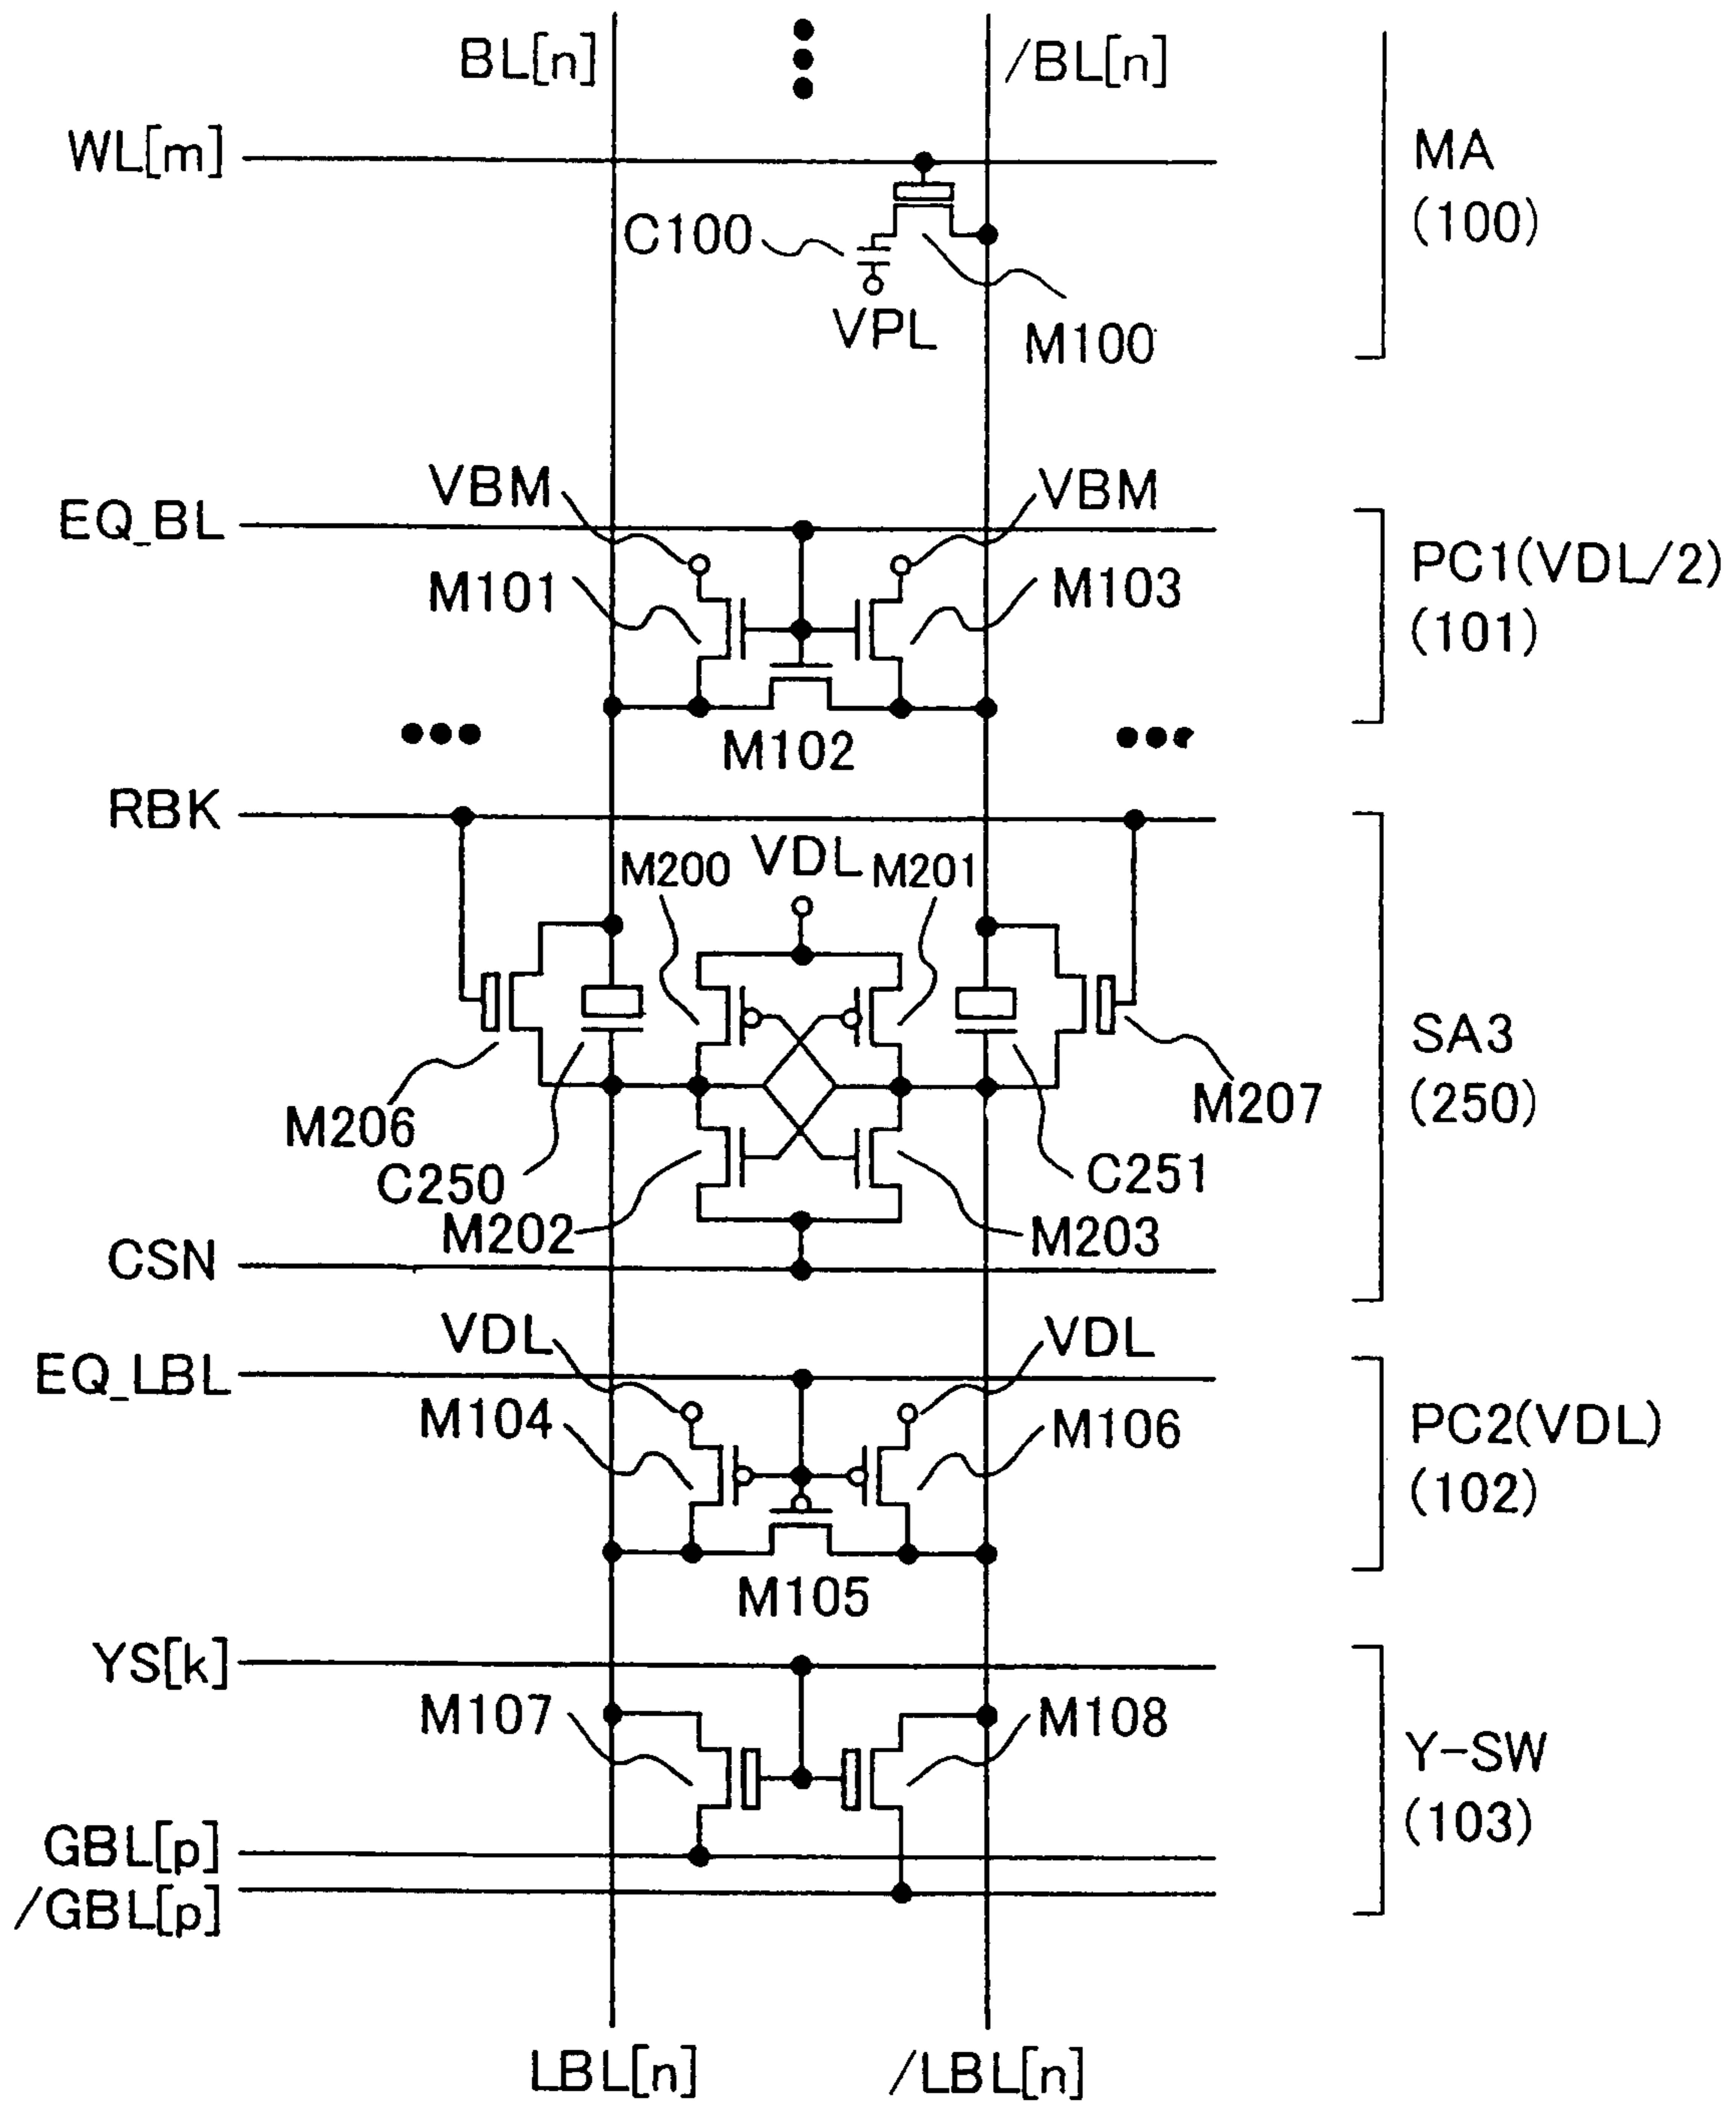 BL[n]
/BL[n]
WL[m]
MA
(100)
C100
VPL
M100
VBM
VBM
EQ_BL
PC1(VDL/2)
(101)
M101
M103
M102
RBK
M200
VDL
M201
SA3
(250)
M206
M207
C250
C251
M202
M203
CSN
VDL
VDL
EQ_LBL
M104
M106
PC2(VDL)
(102)
M105
YS[k]
M107
M108
Y-SW
(103)
GBL[p]
/GBL[p]
LBL[n]
/LBL[n]